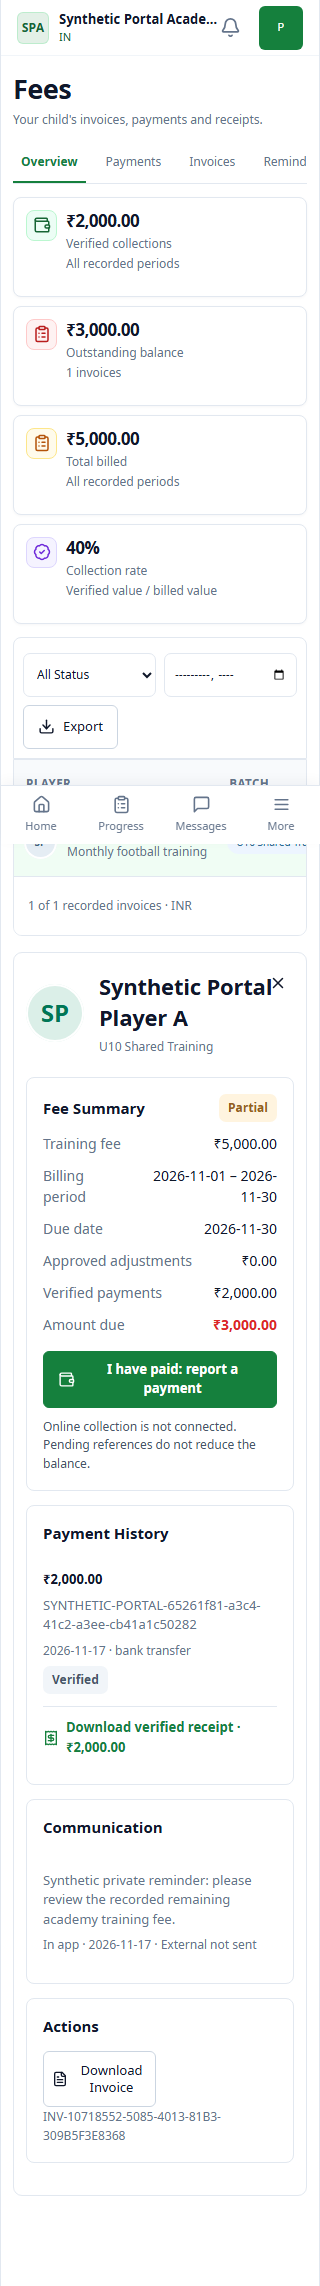 SPA
Synthetic Portal Acade...
IN
P
Fees
Your child's invoices, payments and receipts.
Overview Payments Invoices Remind
₹2,000.00
Verified collections
All recorded periods
₹3,000.00
Outstanding balance
1 invoices
₹5,000.00
Total billed
All recorded periods
40%
Collection rate
Verified value / billed value
All Status
---------, ----
Export
PLAYER BATCH
Home Progress Messages More
Monthly football training
1 of 1 recorded invoices · INR
SP
Synthetic Portal
Player A
U10 Shared Training
Fee Summary Partial
Training fee ₹5,000.00
Billing 2026-11-01 – 2026-
period 11-30
Due date 2026-11-30
Approved adjustments ₹0.00
Verified payments ₹2,000.00
Amount due ₹3,000.00
I have paid: report a
payment
Online collection is not connected.
Pending references do not reduce the
balance.
Payment History
₹2,000.00
SYNTHETIC-PORTAL-65261f81-a3c4-
41c2-a3ee-cb41a1c50282
2026-11-17 · bank transfer
Verified
Download verified receipt ·
₹2,000.00
Communication
Synthetic private reminder: please
review the recorded remaining
academy training fee.
In app · 2026-11-17 · External not sent
Actions
Download
Invoice
INV-10718552-5085-4013-81B3-
309B5F3E8368